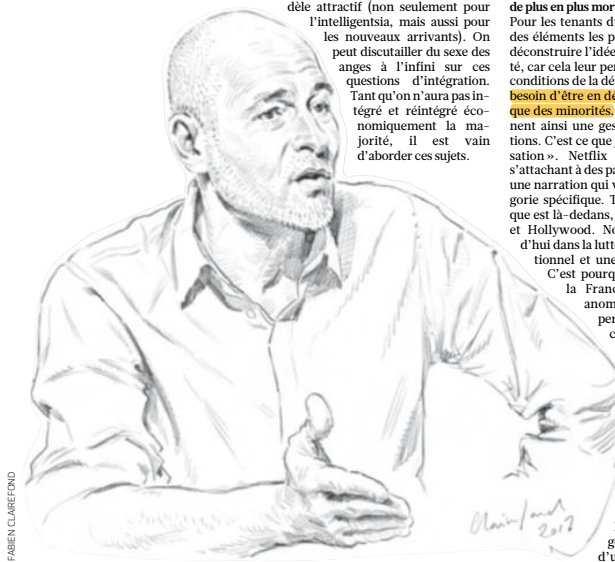 dèle attractif (non seulement pour
l'intelligentsia, mais aussi pour
les nouveaux arrivants). On
peut discutailler du sexe des
anges à l'infini sur ces
questions d'intégration.
Tant qu'on n'aura pas in-
tégré et réintégré éco-
nomiquement la ma-
jorité, il est vain
d'aborder ces sujets.
de plus en plus mor
Pour les tenants d
des éléments les p
déconstruire l'idée
té, car cela leur per
conditions de la dé
besoin d'être en dé
que des minorités.
nent ainsi une ges
tions. C'est ce que
sation ». Netflix
s'attachant à des pa
une narration qui v
gorie spécifique. T
que est là-dedans,
et Hollywood. No
d'hui dans la lutt
tionnel et une
C'est pourq
la Franc
anom
per
c
g
d'u
FABIEN CLAIREFOND
Clairefond